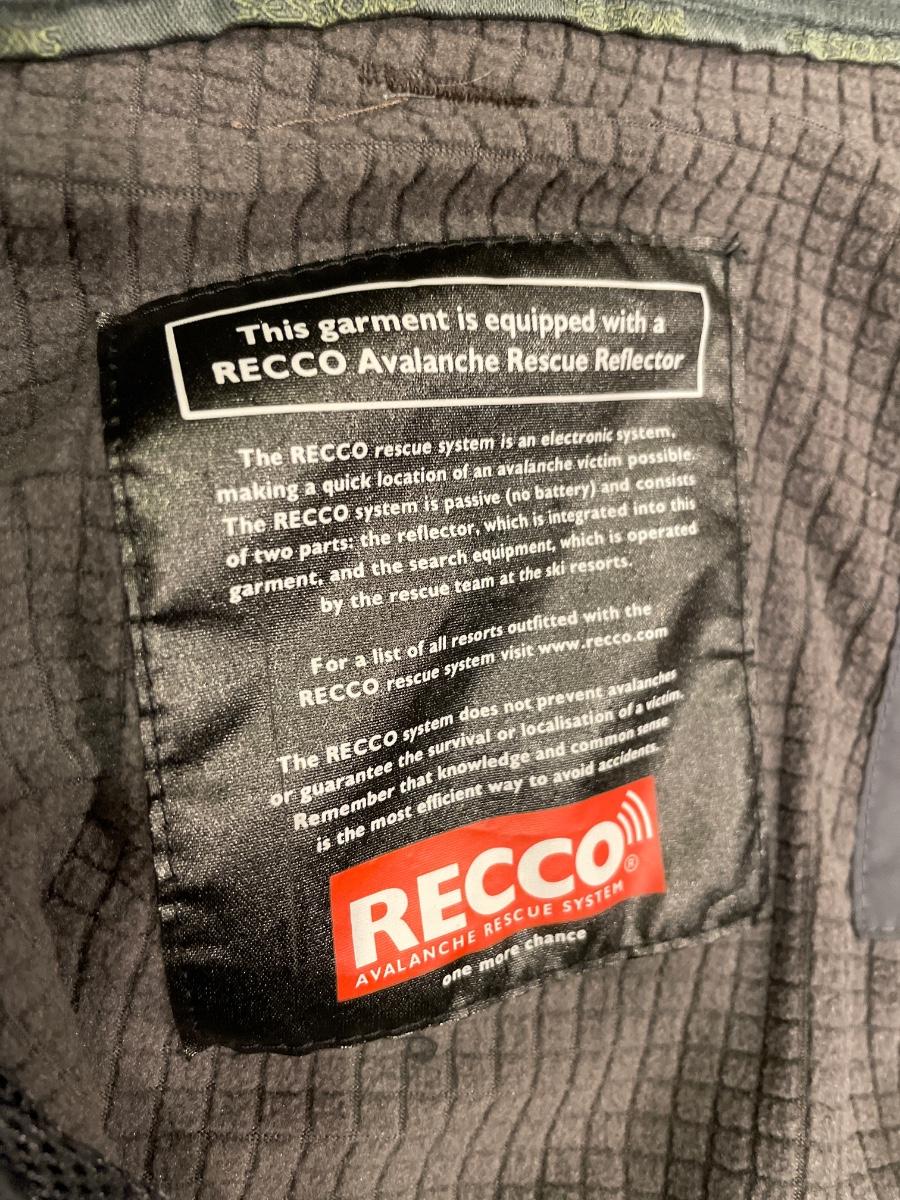 SESSIONS
This garment is equipped with a
RECCO Avalanche Rescue Reflector
The RECCO rescue system is an electronic system,
making a quick location of an avalanche victim possible.
The RECCO system is passive (no battery) and consists
of two parts: the reflector, which is integrated into this
garment, and the search equipment, which is operated
by the rescue team at the ski resorts.
For a list of all resorts outfitted with the
RECCO rescue system visit www.recco.com
The RECCO system does not prevent avalanches
or guarantee the survival or localisation of a victim.
Remember that knowledge and common sense
is the most efficient way to avoid accidents.
RECCO®
AVALANCHE RESCUE SYSTEM
one more chance